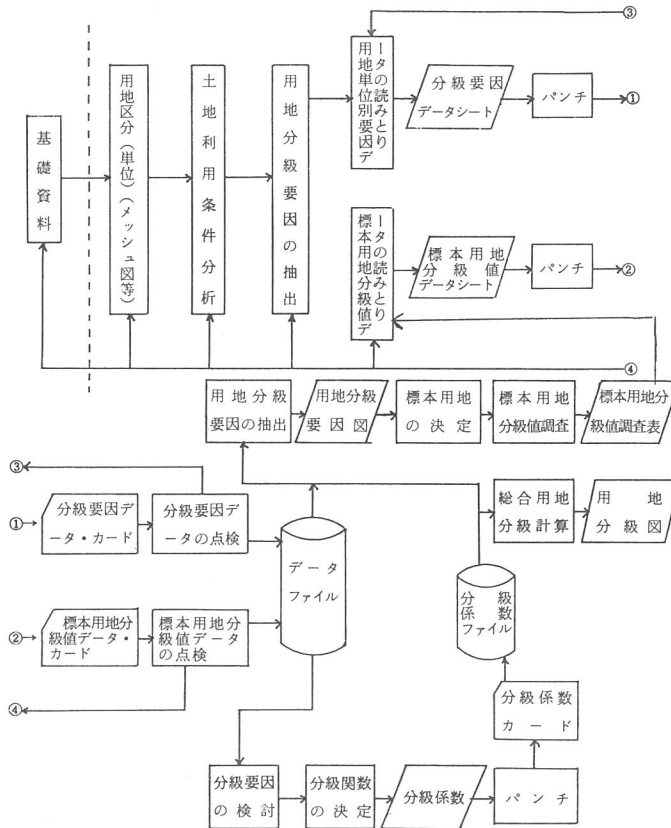 ③
用地単位別要因デ
ータの読みとり
分級要因
データシート
パンチ
①
基礎資料
用地区分(単位)(メッシュ図等)
土地利用条件分析
用地分級要因の抽出
標本用地分級値デ
ータの読みとり
標本用地
分級値
データシート
パンチ
②
④
用地分級
要因の抽出
用地分級
要因図
標本用地
の決定
標本用地
分級値調査
標本用地分
級値調査表
③
①
分級要因デ
ータ・カード
分級要因デ
ータの点検
データ
ファイル
総合用地
分級計算
用地
分級図
分級
係数
ファイル
②
標本用地分
級値データ・
カード
標本用地分
級値データ
の点検
④
分級係数
カード
分級要因
の検討
分級関数
の決定
分級係数
パンチ